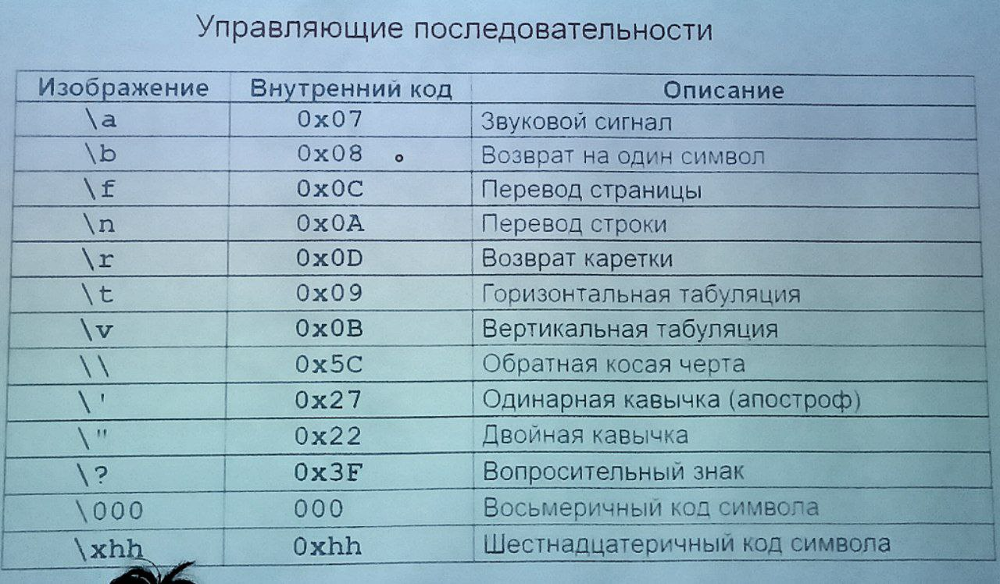 Управляющие последовательности
Изображение Внутренний код Описание
\a 0x07 Звуковой сигнал
\b 0x08 Возврат на один символ
\f 0x0C Перевод страницы
\n 0x0A Перевод строки
\r 0x0D Возврат каретки
\t 0x09 Горизонтальная табуляция
\v 0x0B Вертикальная табуляция
\\ 0x5C Обратная косая черта
\' 0x27 Одинарная кавычка (апостроф)
\" 0x22 Двойная кавычка
\? 0x3F Вопросительный знак
\000 000 Восьмеричный код символа
\xhh 0xhh Шестнадцатеричный код символа